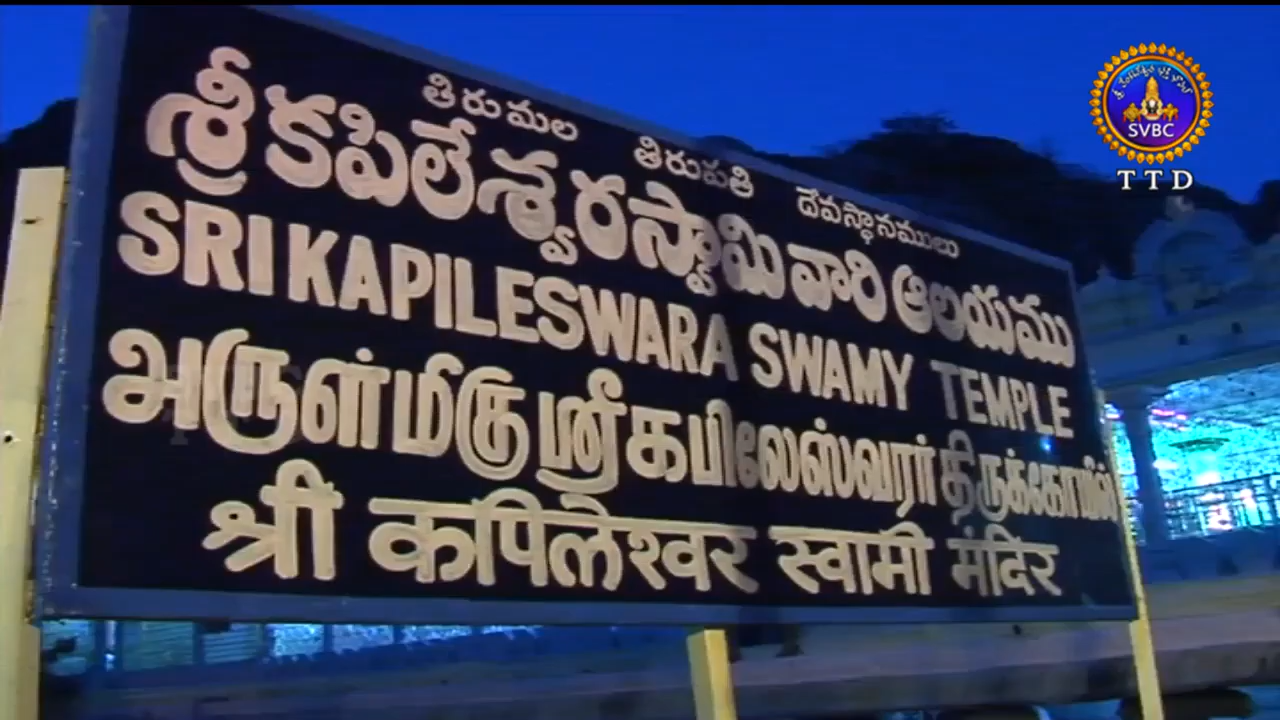 తిరుమల తిరుపతి దేవస్థానములు
శ్రీ కపిలేశ్వరస్వామి వారి ఆలయము
SRI KAPILESWARA SWAMY TEMPLE
அருள்மிகு ஸ்ரீ கபிலேஸ்வரர் திருக்கோயில்
श्री कपिलेश्वर स्वामी मंदिर
SVBC
TTD